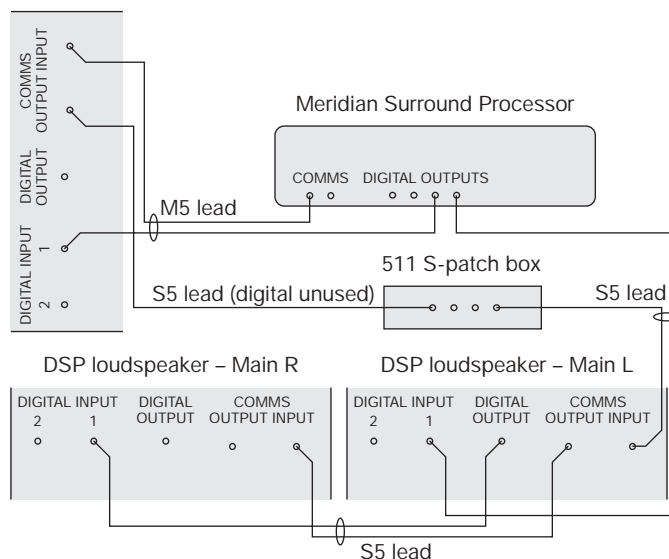 COMMS
OUTPUT INPUT
DIGITAL
OUTPUT
DIGITAL INPUT
1
2
Meridian Surround Processor
COMMS DIGITAL OUTPUTS
M5 lead
511 S-patch box
S5 lead (digital unused)
S5 lead
DSP loudspeaker – Main R
DIGITAL INPUT
2 1
DIGITAL
OUTPUT
COMMS
OUTPUT INPUT
DSP loudspeaker – Main L
DIGITAL INPUT
2 1
DIGITAL
OUTPUT
COMMS
OUTPUT INPUT
S5 lead